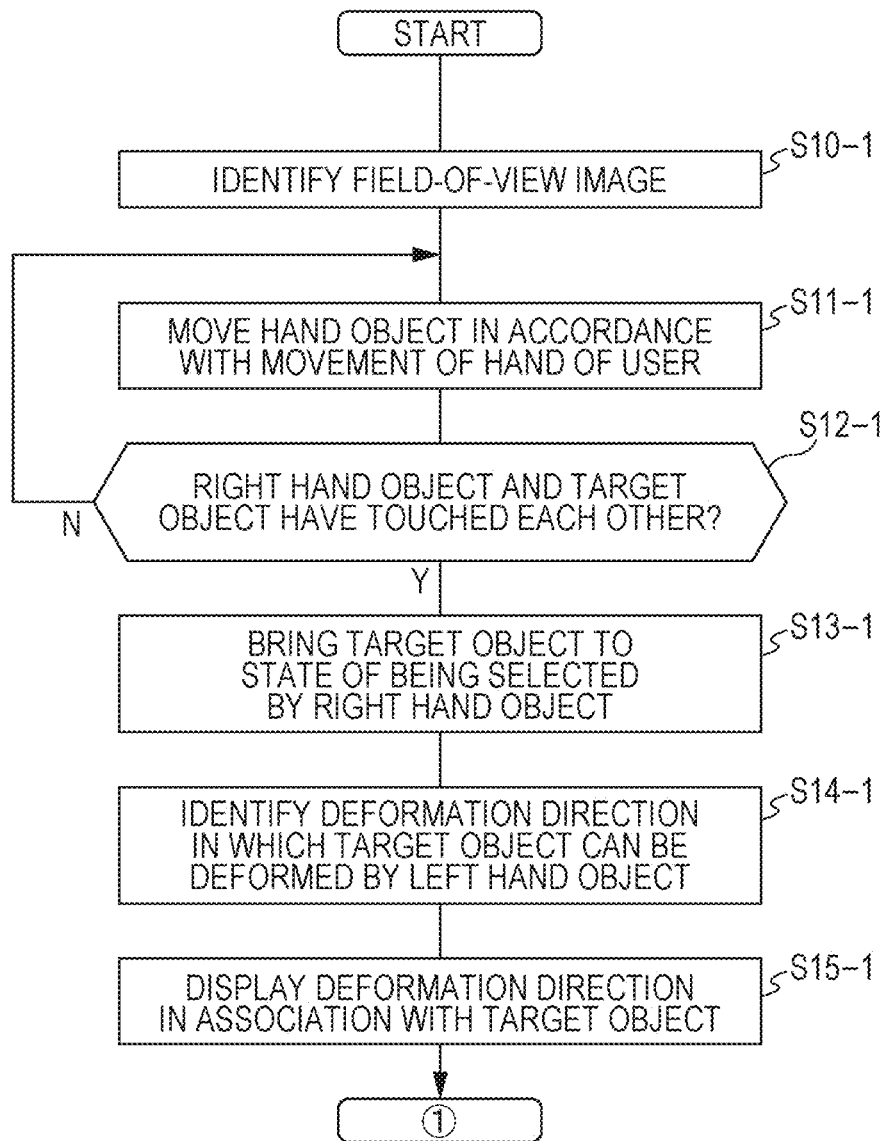 START
S10-1
IDENTIFY FIELD-OF-VIEW IMAGE
S11-1
MOVE HAND OBJECT IN ACCORDANCE
WITH MOVEMENT OF HAND OF USER
S12-1
RIGHT HAND OBJECT AND TARGET
OBJECT HAVE TOUCHED EACH OTHER?
N
Y
S13-1
BRING TARGET OBJECT TO
STATE OF BEING SELECTED
BY RIGHT HAND OBJECT
S14-1
IDENTIFY DEFORMATION DIRECTION
IN WHICH TARGET OBJECT CAN BE
DEFORMED BY LEFT HAND OBJECT
S15-1
DISPLAY DEFORMATION DIRECTION
IN ASSOCIATION WITH TARGET OBJECT
①